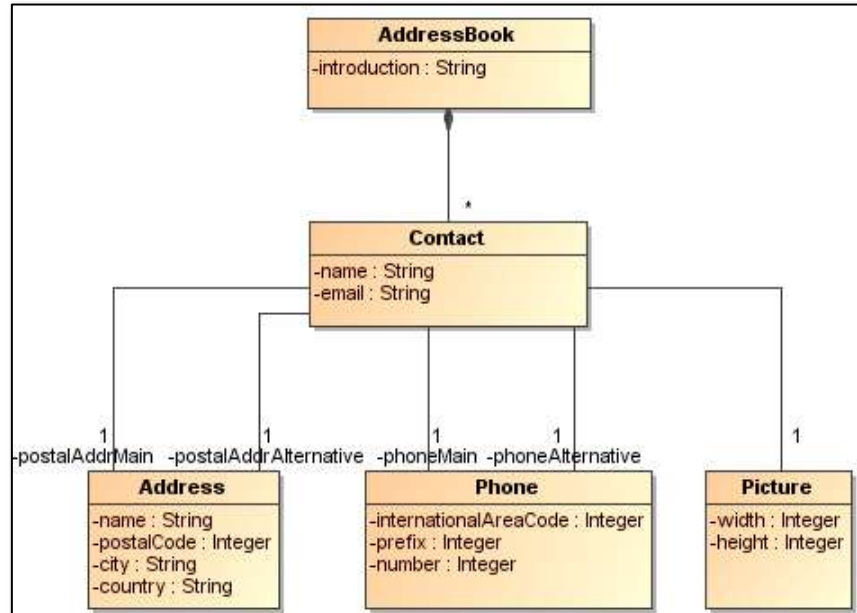 AddressBook
-introduction : String
*
Contact
-name : String
-email : String
1
1
1
1
1
-postalAddrMain
-postalAddrAlternative
-phoneMain
-phoneAlternative
Address
-name : String
-postalCode : Integer
-city : String
-country : String
Phone
-internationalAreaCode : Integer
-prefix : Integer
-number : Integer
Picture
-width : Integer
-height : Integer